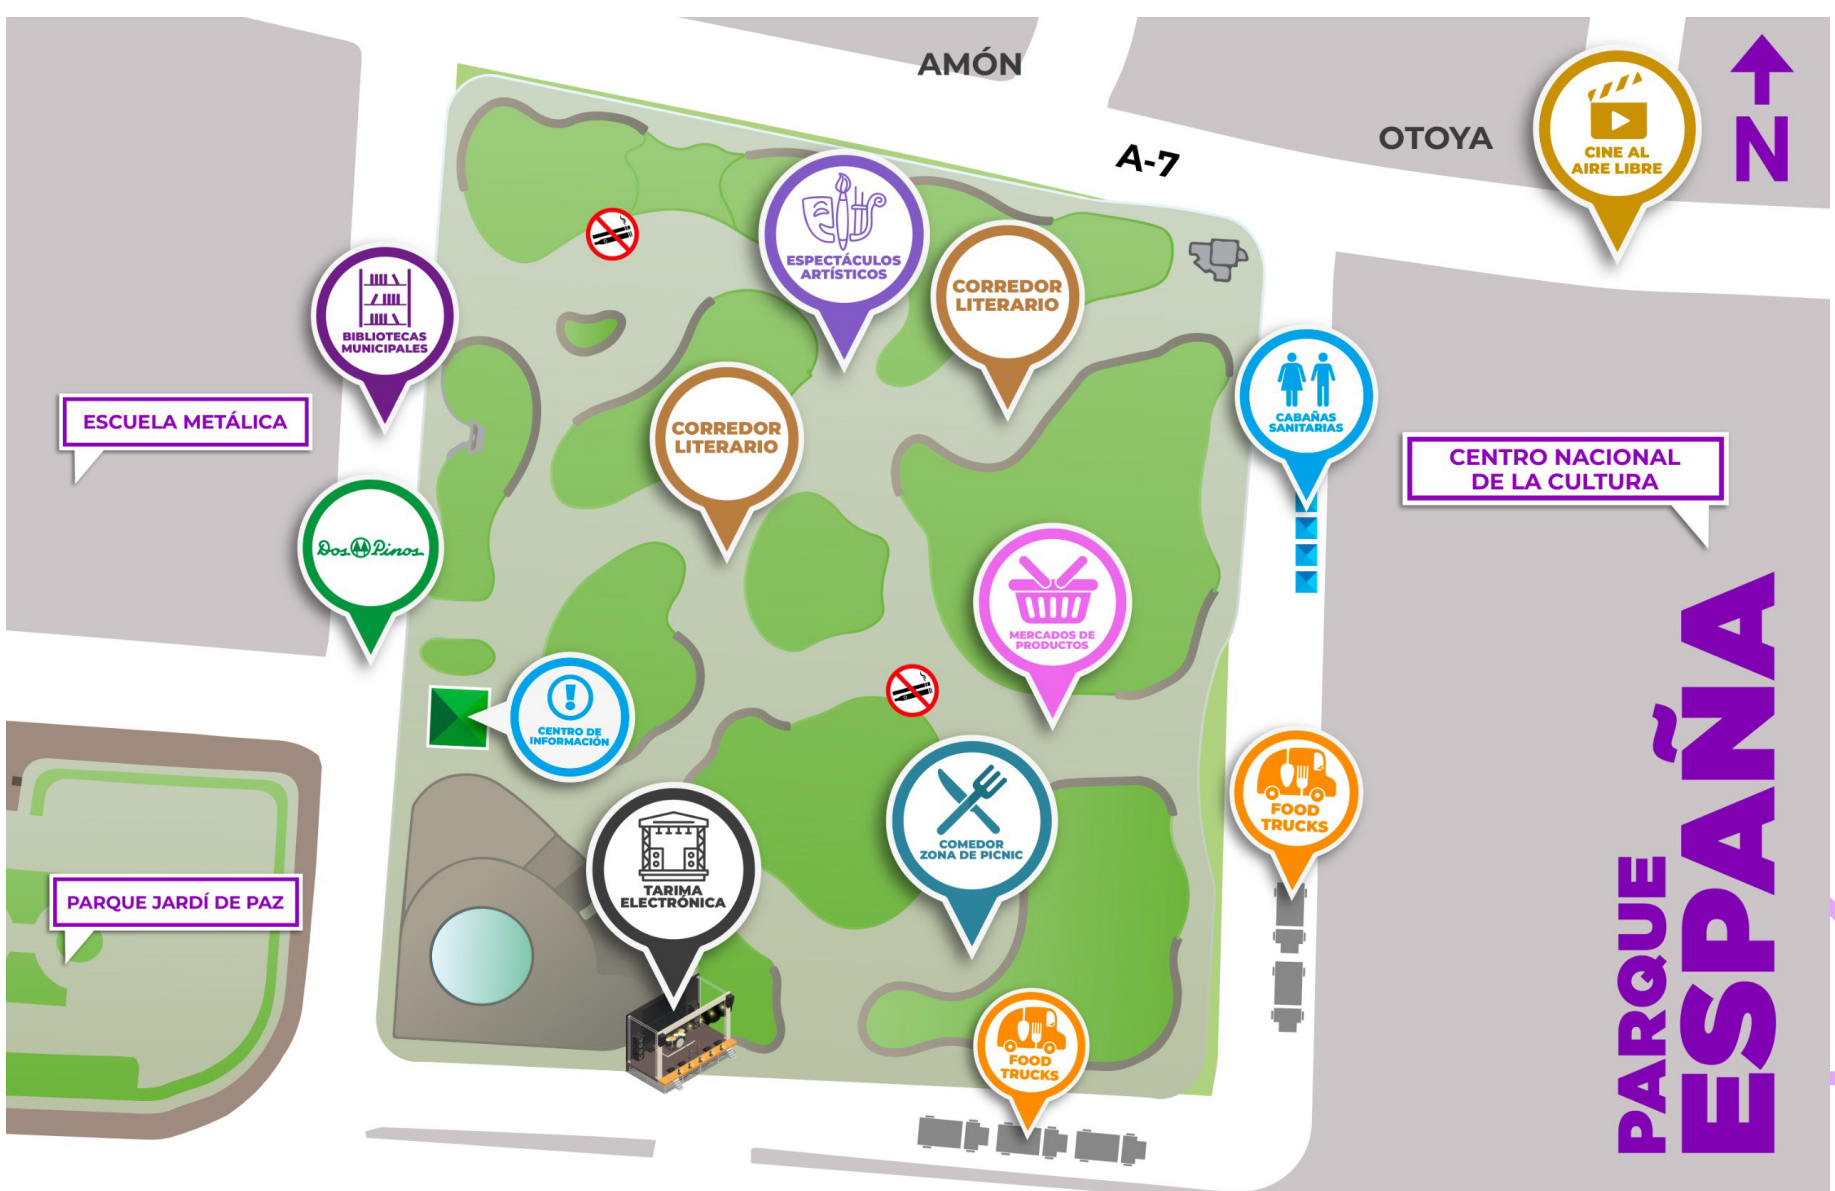 AMÓN
OTOYA
A-7
CINE AL
AIRE LIBRE
N
ESPECTÁCULOS
ARTÍSTICOS
CORREDOR
LITERARIO
BIBLIOTECAS
MUNICIPALES
ESCUELA METÁLICA
CORREDOR
LITERARIO
CABAÑAS
SANITARIAS
CENTRO NACIONAL
DE LA CULTURA
Dos Pinos
MERCADOS DE
PRODUCTOS
CENTRO DE
INFORMACIÓN
FOOD
TRUCKS
COMEDOR
ZONA DE PICNIC
TARIMA
ELECTRÓNICA
PARQUE JARDÍ DE PAZ
FOOD
TRUCKS
PARQUE
ESPAÑA